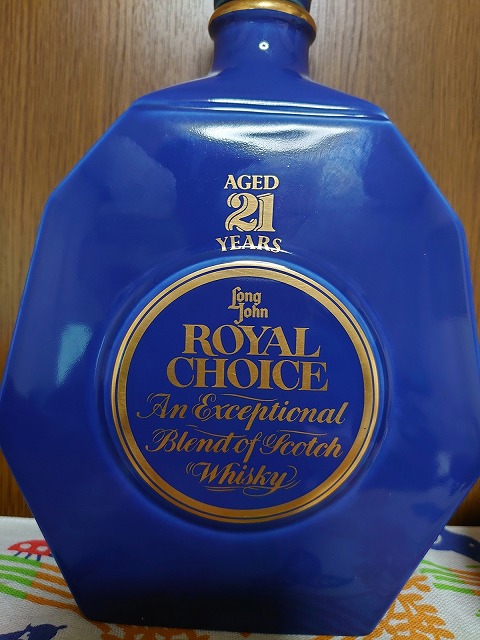 AGED
21
YEARS
Long
John
ROYAL
CHOICE
An Exceptional
Blend of Scotch
Whisky